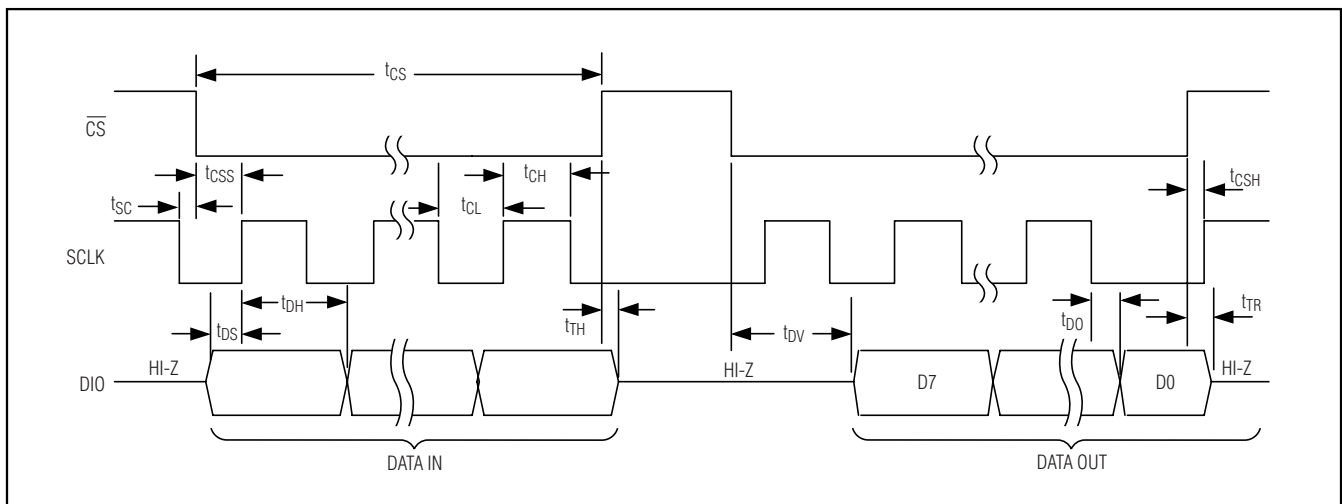 tCS
CS
tCSS
tCH
tCSH
tSC
tCL
SCLK
tDH
tDS
tTH
tDV
tDO
tTR
DIO
HI-Z
HI-Z
D7
D0
HI-Z
DATA IN
DATA OUT